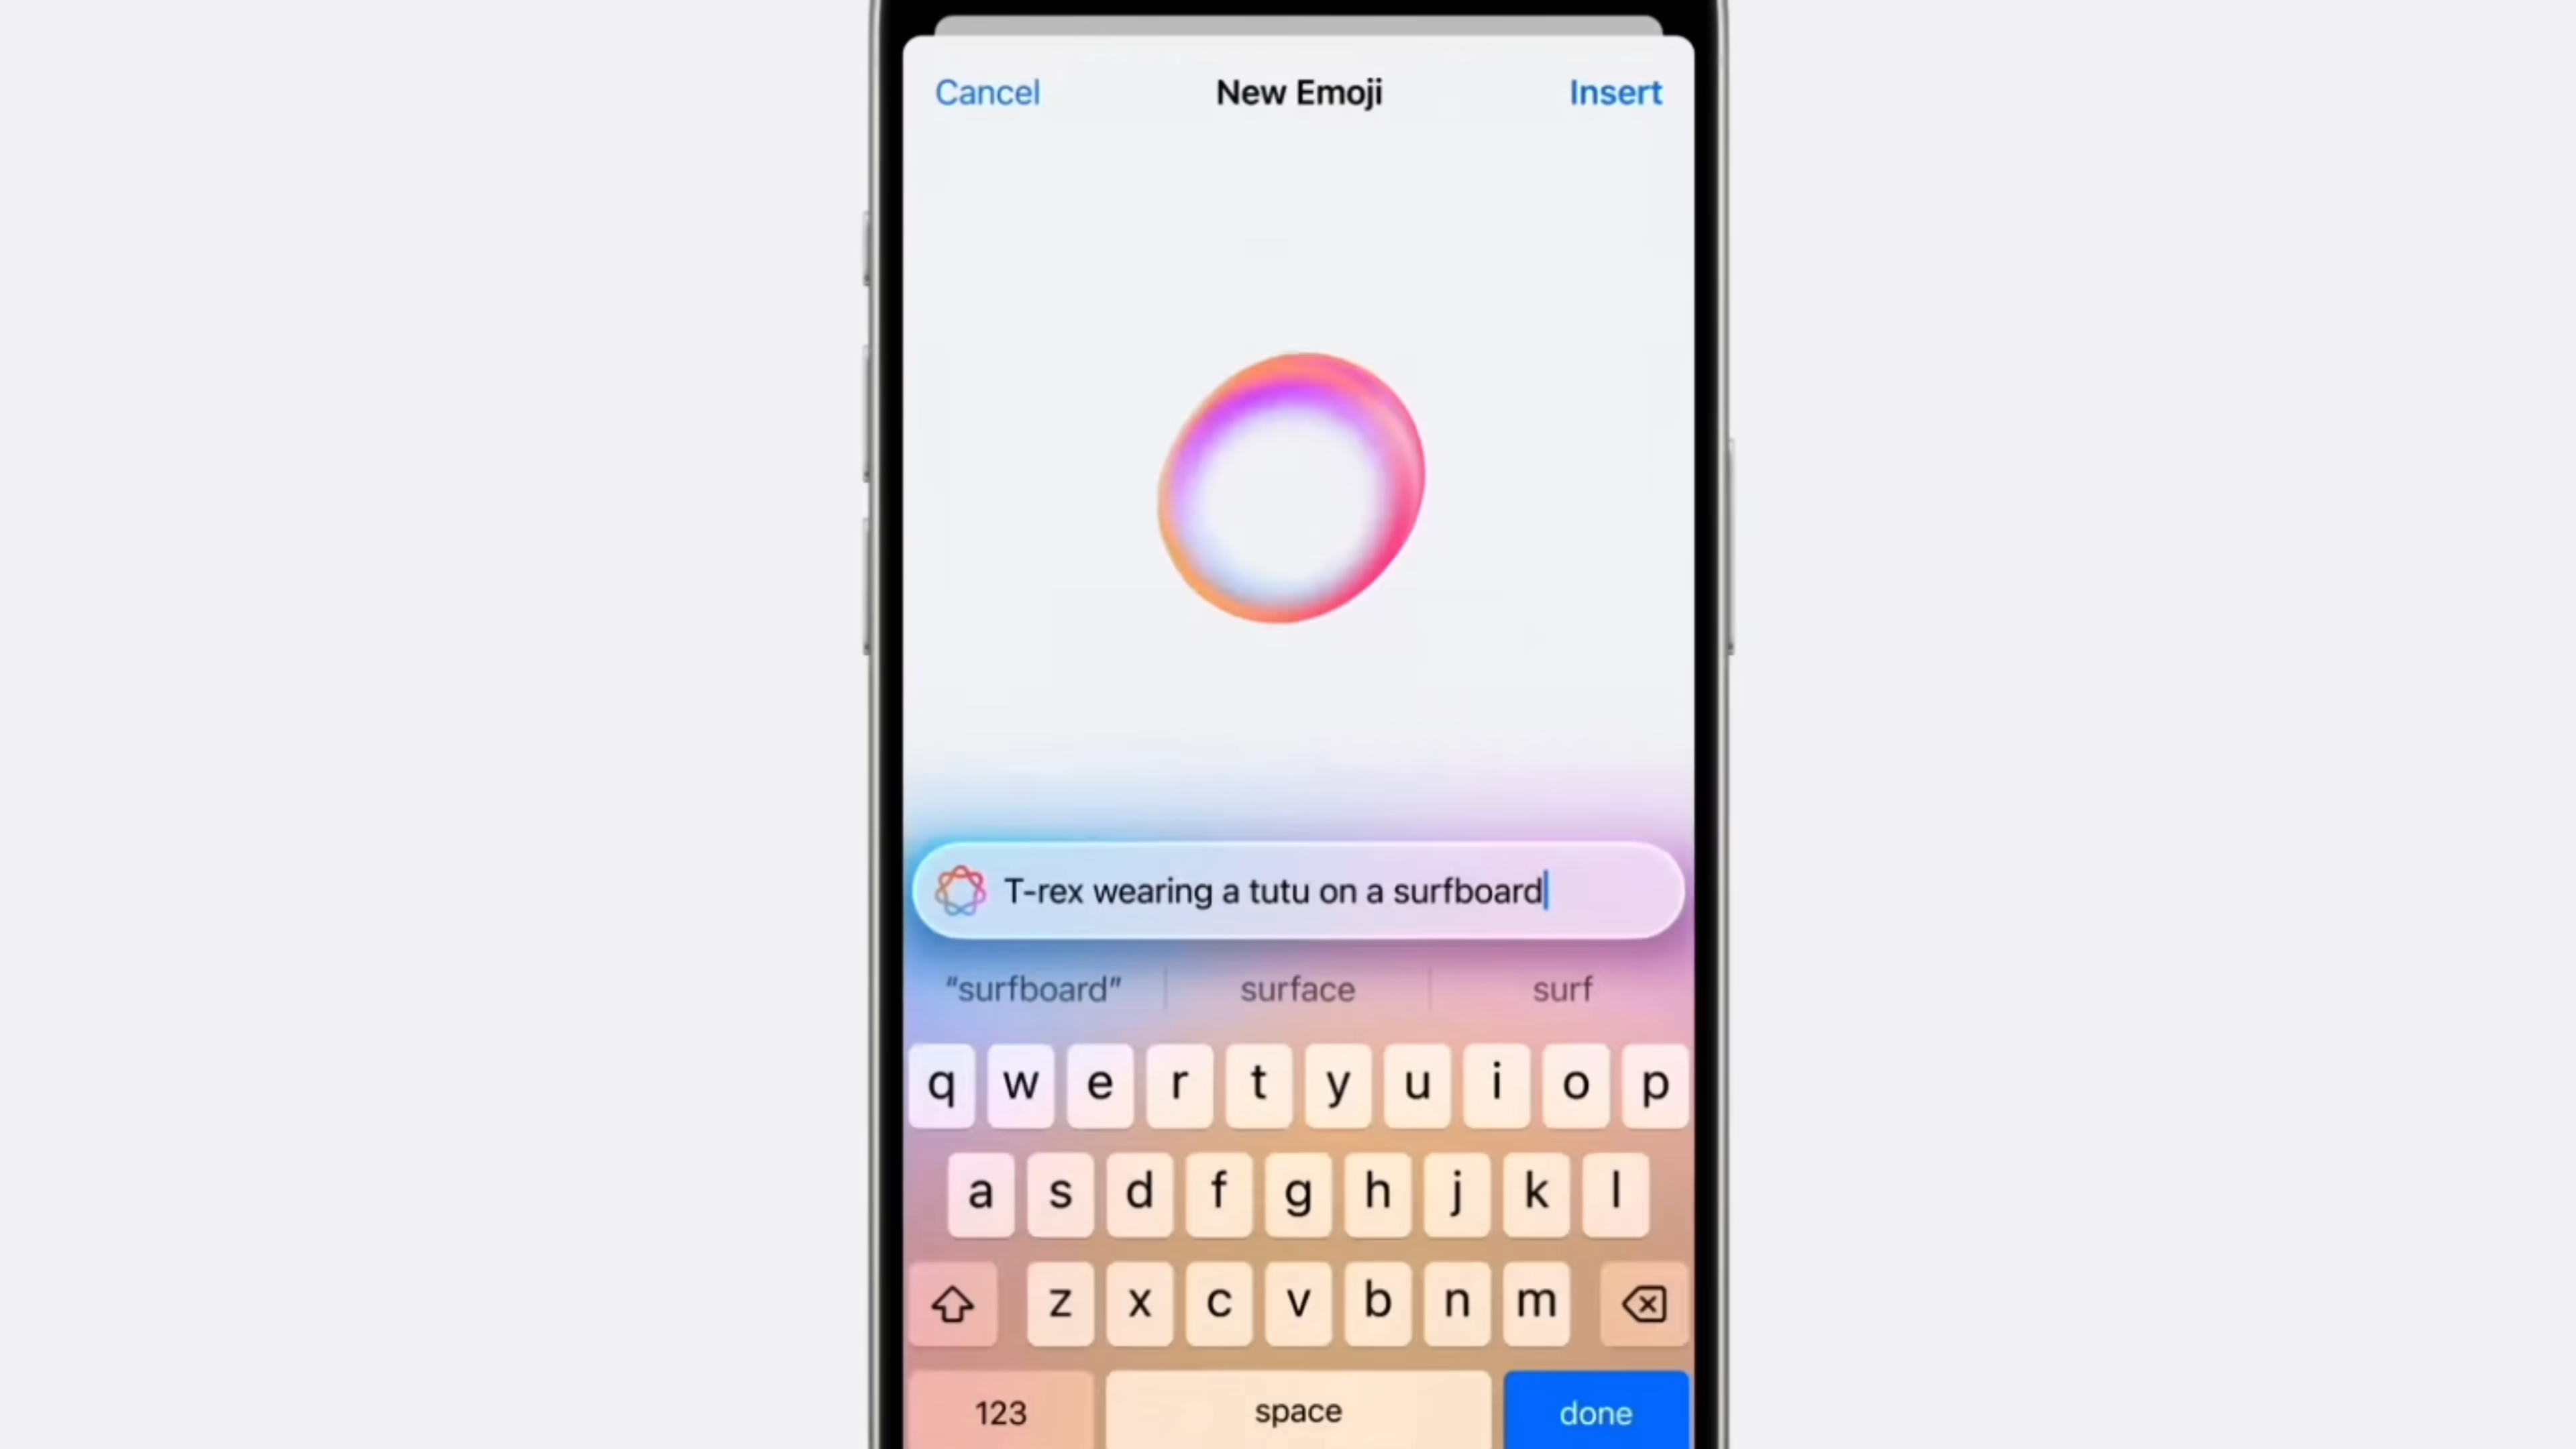 Cancel New Emoji Insert
T-rex wearing a tutu on a surfboard
“surfboard” surface surf
q w e r t y u i o p
a s d f g h j k l
z x c v b n m
123 space done